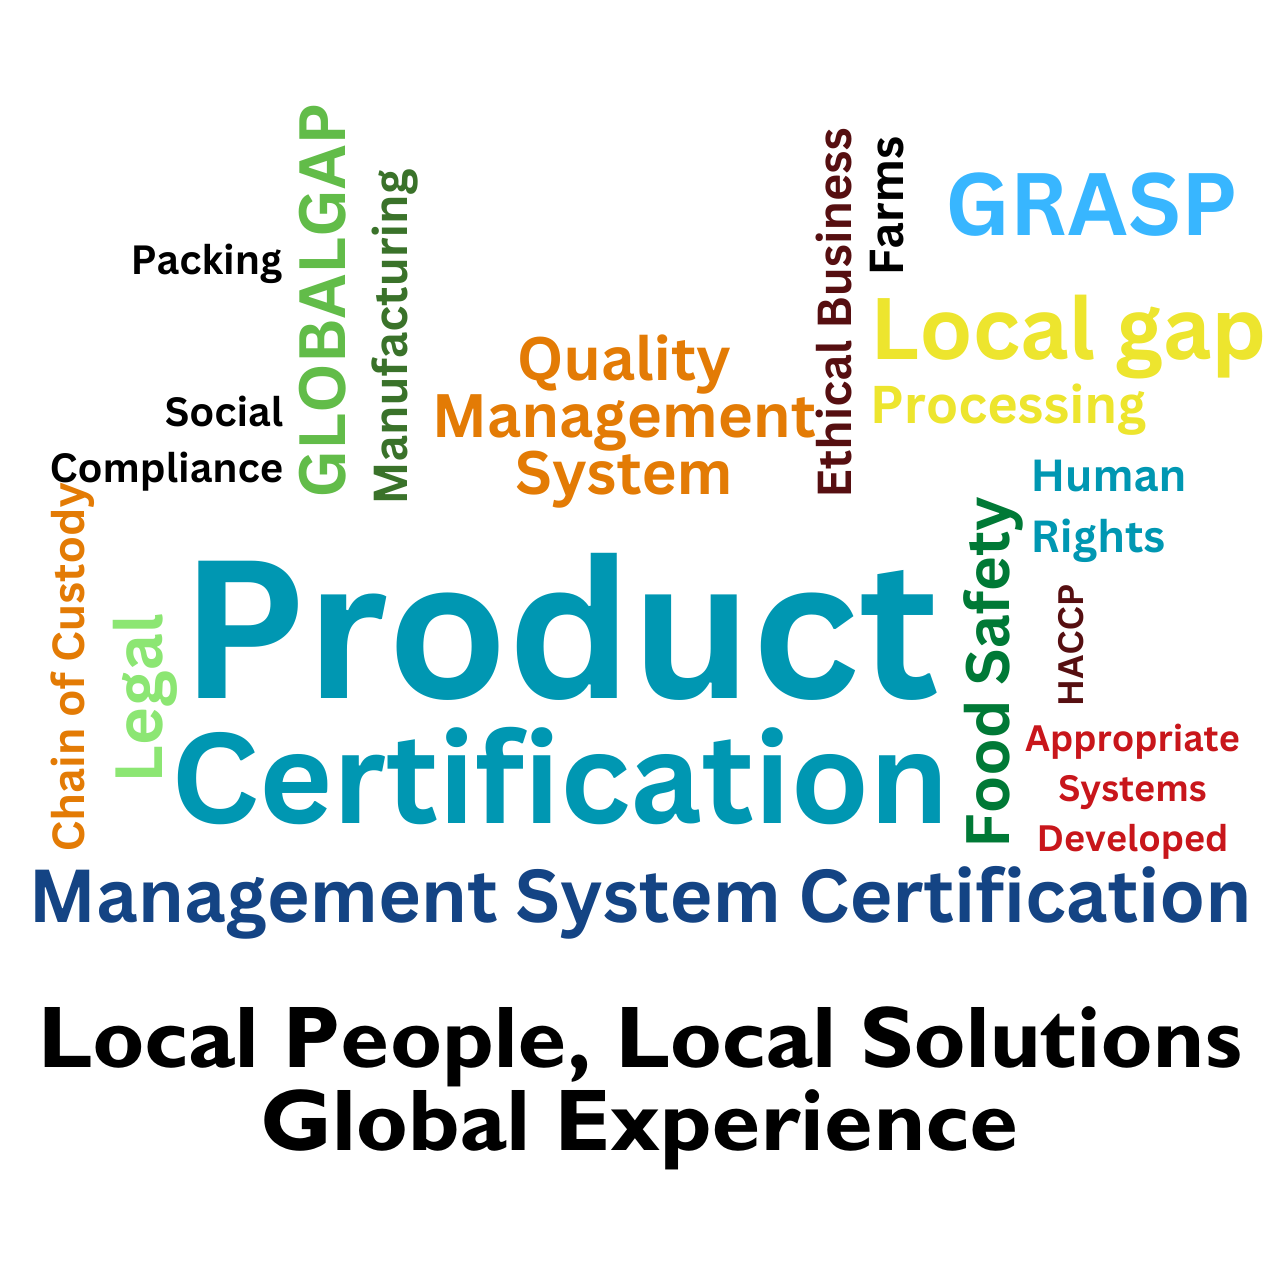 GLOBALGAP
Manufacturing
Packing
Social
Compliance
Quality
Management
System
Ethical Business
Farms
GRASP
Local gap
Processing
Human
Rights
Chain of Custody
Legal
Product
Certification
Food Safety
HACCP
Appropriate
Systems
Developed
Management System Certification
Local People, Local Solutions
Global Experience